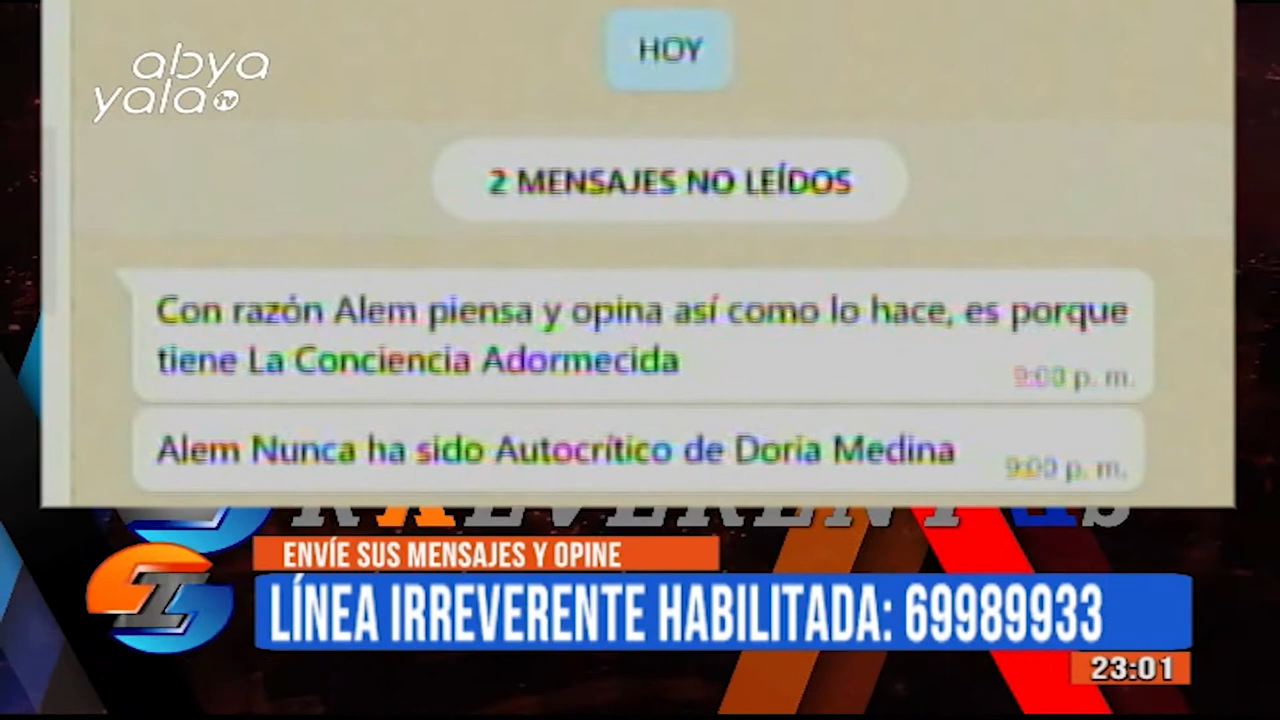 abya
yala tv
HOY
2 MENSAJES NO LEÍDOS
Con razón Alem piensa y opina así como lo hace, es porque
tiene La Conciencia Adormecida
9:00 p. m.
Alem Nunca ha sido Autocrítico de Doria Medina
9:00 p. m.
ENVÍE SUS MENSAJES Y OPINE
LÍNEA IRREVERENTE HABILITADA: 69989933
23:01